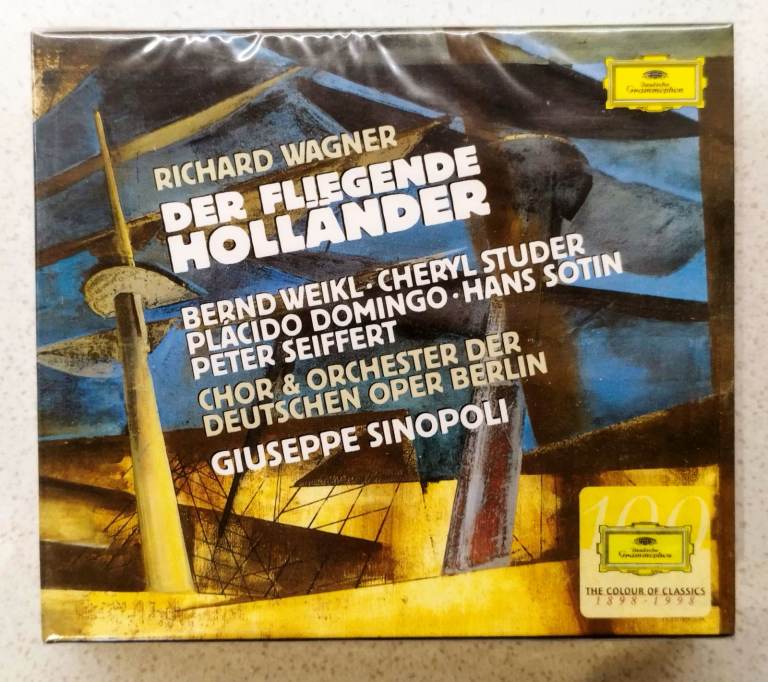 Deutsche
Grammophon
RICHARD WAGNER
DER FLIEGENDE
HOLLÄNDER
BERND WEIKL · CHERYL STUDER
PLÁCIDO DOMINGO · HANS SOTIN
PETER SEIFFERT
CHOR & ORCHESTER DER
DEUTSCHEN OPER BERLIN
GIUSEPPE SINOPOLI
100
Deutsche
Grammophon
THE COLOUR OF CLASSICS
1898-1998